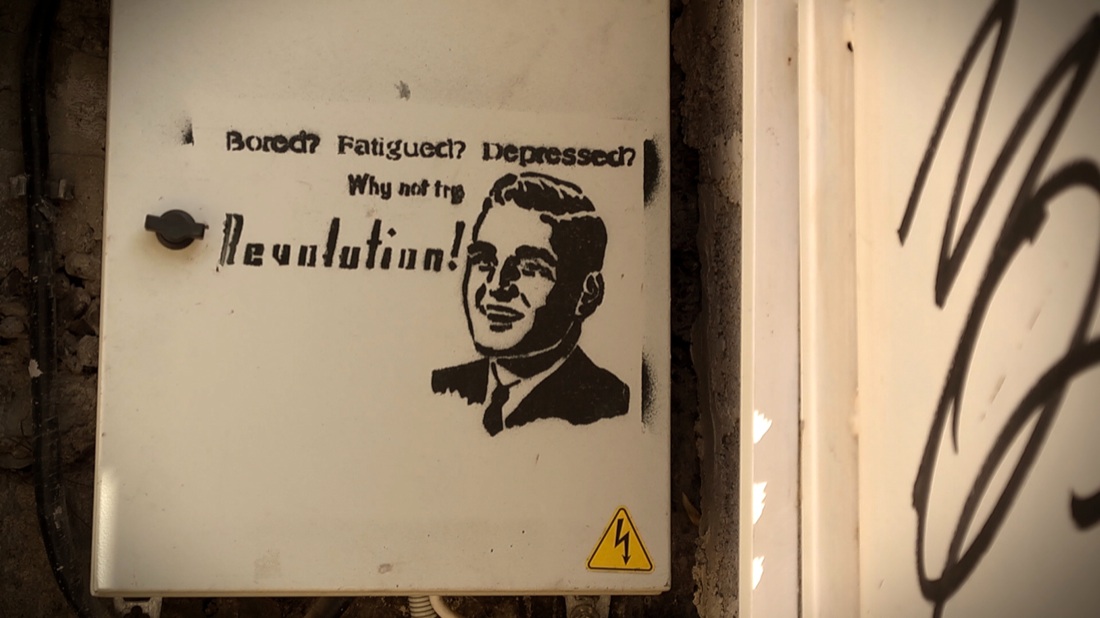 Bored? Fatigued? Depressed?
Why not try
Revolution!